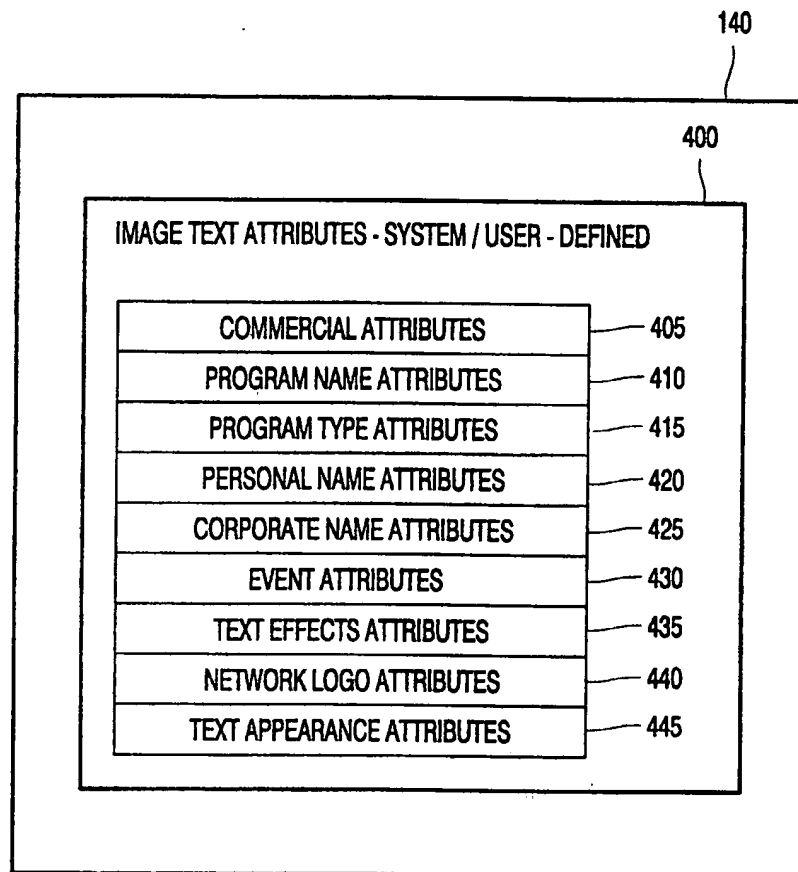 140
400
IMAGE TEXT ATTRIBUTES - SYSTEM / USER - DEFINED
COMMERCIAL ATTRIBUTES 405
PROGRAM NAME ATTRIBUTES 410
PROGRAM TYPE ATTRIBUTES 415
PERSONAL NAME ATTRIBUTES 420
CORPORATE NAME ATTRIBUTES 425
EVENT ATTRIBUTES 430
TEXT EFFECTS ATTRIBUTES 435
NETWORK LOGO ATTRIBUTES 440
TEXT APPEARANCE ATTRIBUTES 445